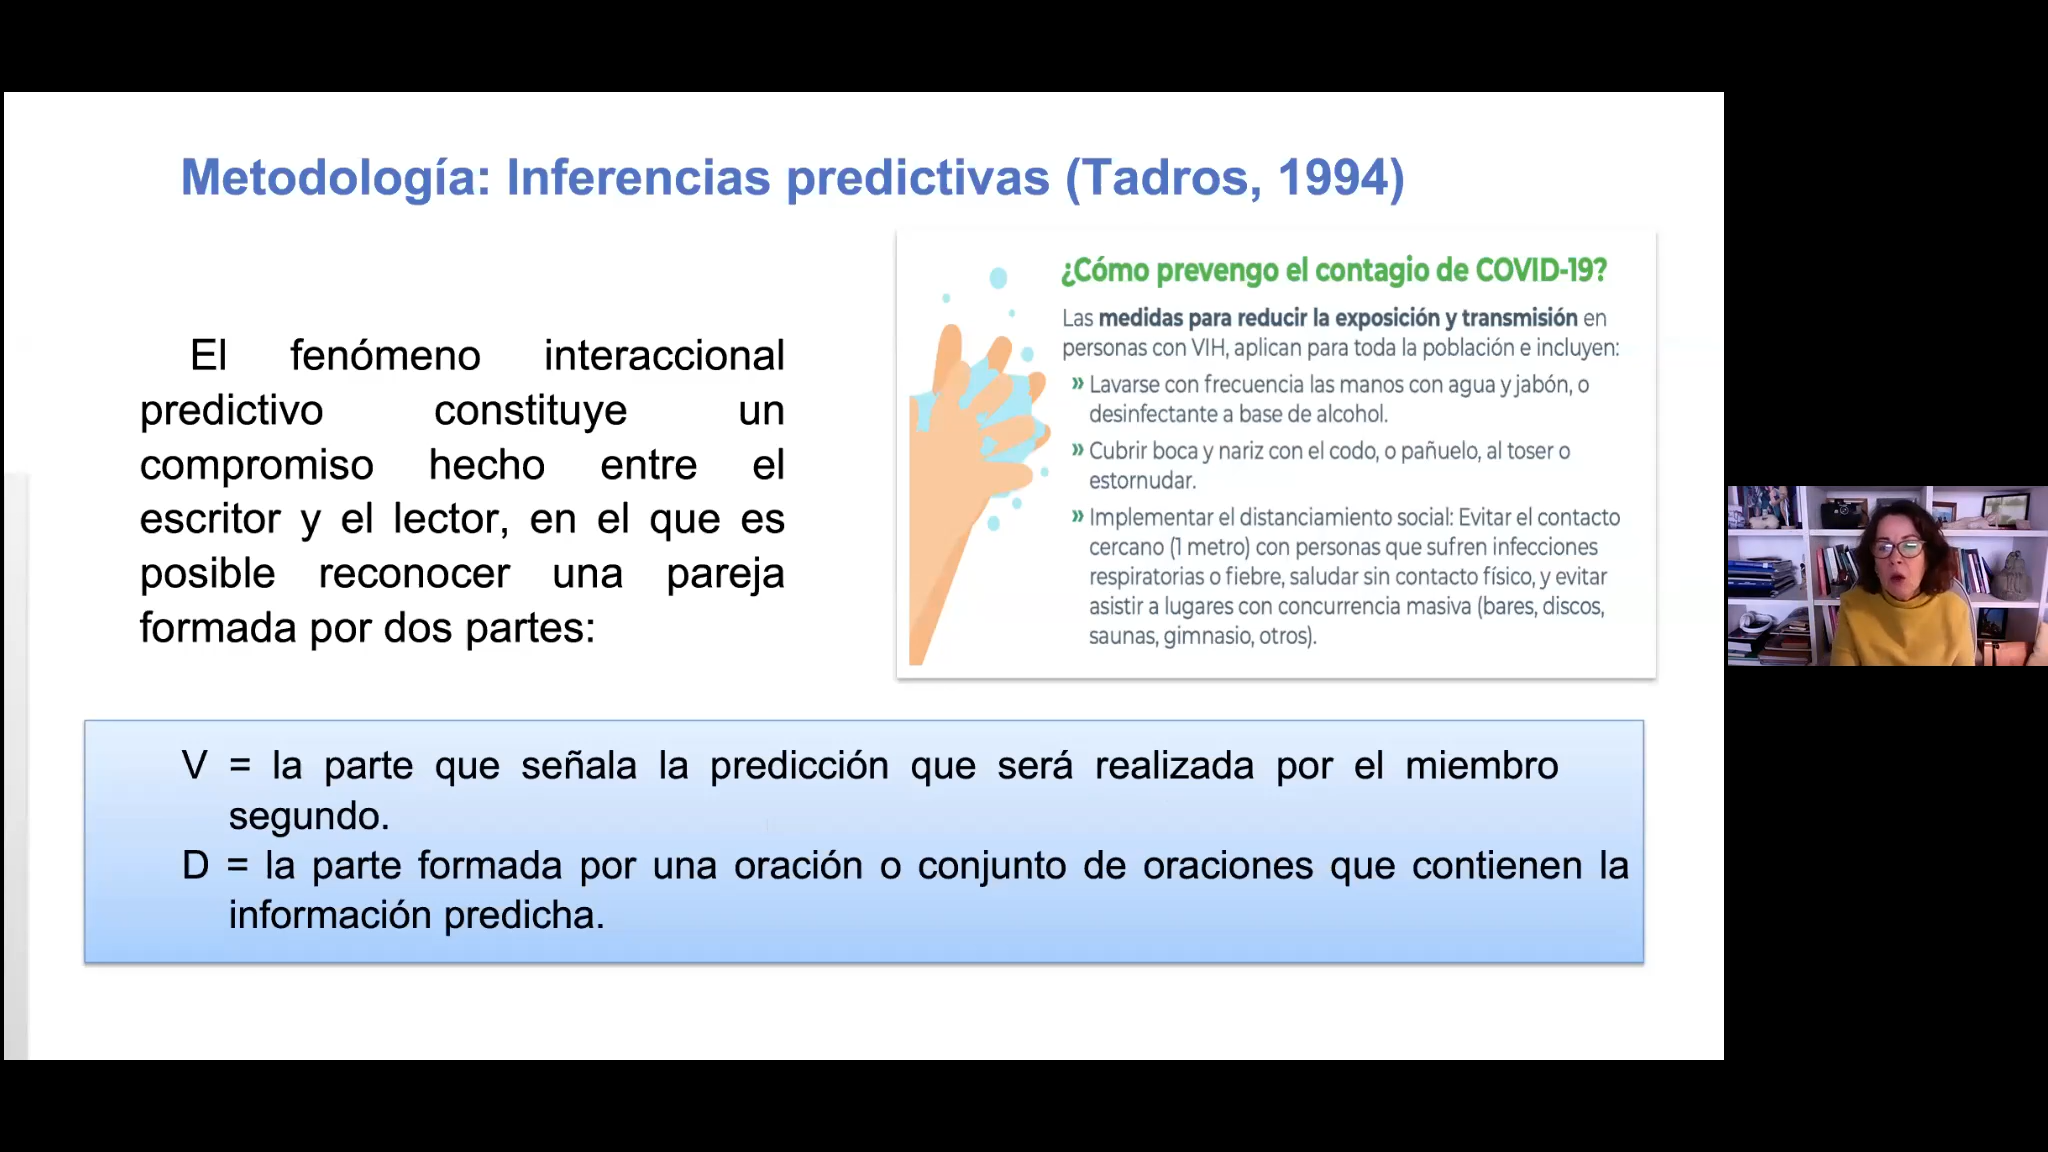 Metodología: Inferencias predictivas (Tadros, 1994)
El fenómeno interaccional
predictivo constituye un
compromiso hecho entre el
escritor y el lector, en el que es
posible reconocer una pareja
formada por dos partes:
¿Cómo prevengo el contagio de COVID-19?
Las medidas para reducir la exposición y transmisión en
personas con VIH, aplican para toda la población e incluyen:
» Lavarse con frecuencia las manos con agua y jabón, o
desinfectante a base de alcohol.
» Cubrir boca y nariz con el codo, o pañuelo, al toser o
estornudar.
» Implementar el distanciamiento social: Evitar el contacto
cercano (1 metro) con personas que sufren infecciones
respiratorias o fiebre, saludar sin contacto físico, y evitar
asistir a lugares con concurrencia masiva (bares, discos,
saunas, gimnasio, otros).
V = la parte que señala la predicción que será realizada por el miembro
segundo.
D = la parte formada por una oración o conjunto de oraciones que contienen la
información predicha.